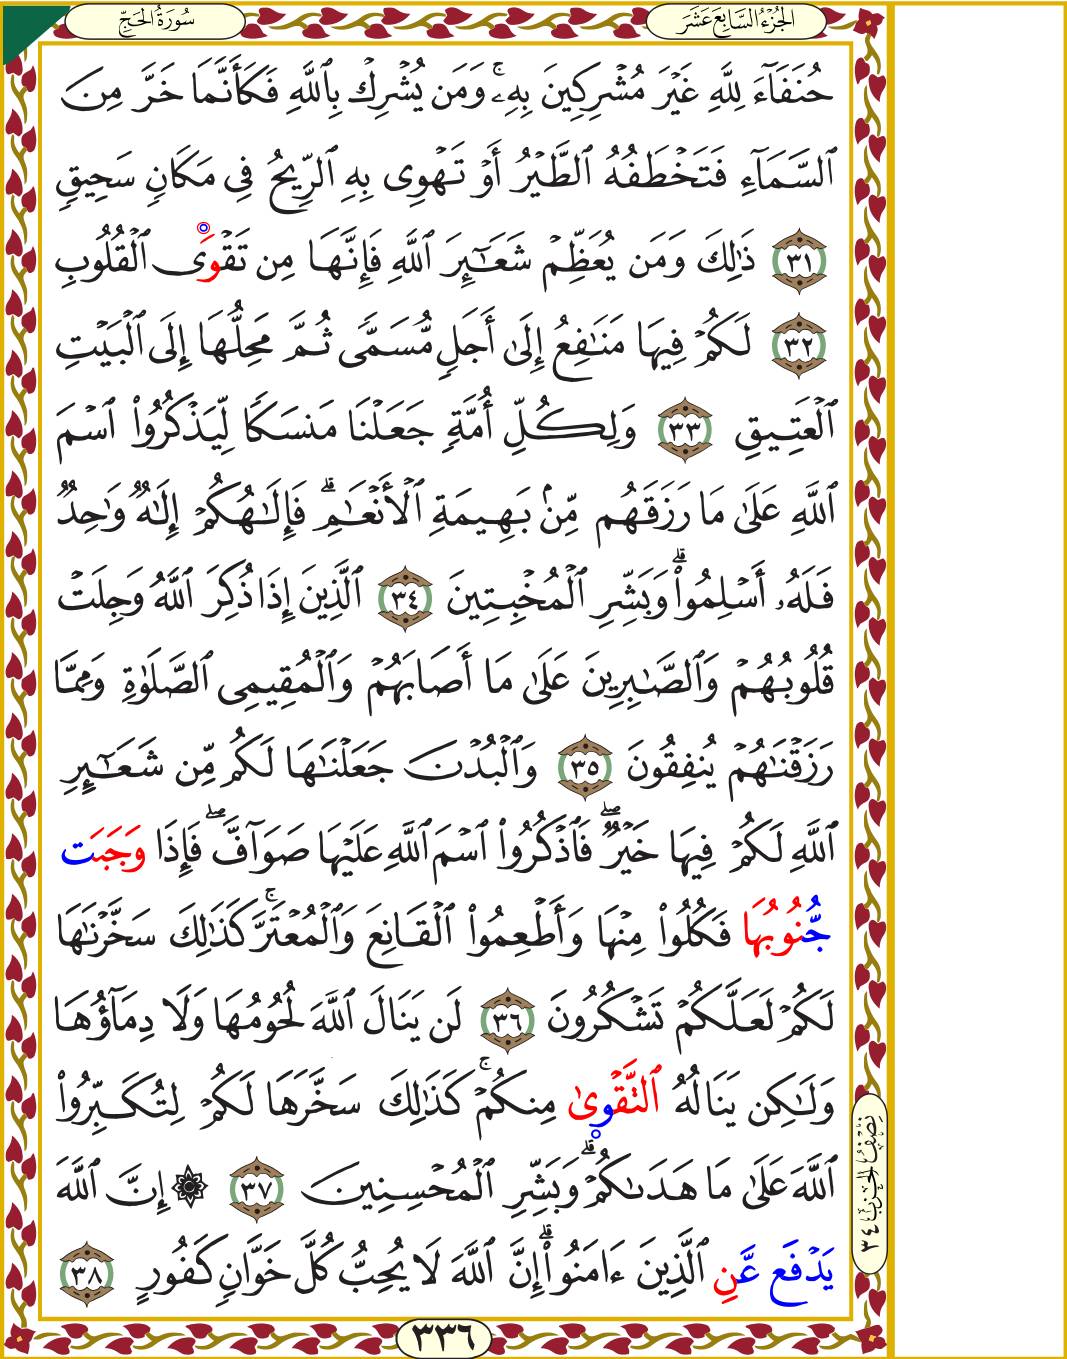 سُورَةُ الحَجِّ
الجُزْءُ السَّابِعَ عَشَرَ
حُنَفَآءَ لِلَّهِ غَيْرَ مُشْرِكِينَ بِهِۦۚ وَمَن يُشْرِكْ بِٱللَّهِ فَكَأَنَّمَا خَرَّ مِنَ
ٱلسَّمَآءِ فَتَخْطَفُهُ ٱلطَّيْرُ أَوْ تَهْوِى بِهِ ٱلرِّيحُ فِى مَكَانٍ سَحِيقٍ
٣١ ذَٰلِكَ وَمَن يُعَظِّمْ شَعَـٰٓئِرَ ٱللَّهِ فَإِنَّهَا مِن تَقْوَى ٱلْقُلُوبِ
٣٢ لَكُمْ فِيهَا مَنَـٰفِعُ إِلَىٰٓ أَجَلٍ مُّسَمًّى ثُمَّ مَحِلُّهَا إِلَى ٱلْبَيْتِ
ٱلْعَتِيقِ ٣٣ وَلِكُلِّ أُمَّةٍ جَعَلْنَا مَنسَكًا لِّيَذْكُرُوا۟ ٱسْمَ
ٱللَّهِ عَلَىٰ مَا رَزَقَهُم مِّنۢ بَهِيمَةِ ٱلْأَنْعَـٰمِۗ فَإِلَـٰهُكُمْ إِلَـٰهٌ وَٰحِدٌ
فَلَهُۥٓ أَسْلِمُوا۟ۗ وَبَشِّرِ ٱلْمُخْبِتِينَ ٣٤ ٱلَّذِينَ إِذَا ذُكِرَ ٱللَّهُ وَجِلَتْ
قُلُوبُهُمْ وَٱلصَّـٰبِرِينَ عَلَىٰ مَا أَصَابَهُمْ وَٱلْمُقِيمِى ٱلصَّلَوٰةِ وَمِمَّا
رَزَقْنَـٰهُمْ يُنفِقُونَ ٣٥ وَٱلْبُدْنَ جَعَلْنَـٰهَا لَكُم مِّن شَعَـٰٓئِرِ
ٱللَّهِ لَكُمْ فِيهَا خَيْرٌۖ فَٱذْكُرُوا۟ ٱسْمَ ٱللَّهِ عَلَيْهَا صَوَآفَّۖ فَإِذَا وَجَبَت
جُّنُوبُهَا فَكُلُوا۟ مِنْهَا وَأَطْعِمُوا۟ ٱلْقَانِعَ وَٱلْمُعْتَرَّۚ كَذَٰلِكَ سَخَّرْنَـٰهَا
لَكُمْ لَعَلَّكُمْ تَشْكُرُونَ ٣٦ لَن يَنَالَ ٱللَّهَ لُحُومُهَا وَلَا دِمَآؤُهَا
وَلَـٰكِن يَنَالُهُ ٱلتَّقْوَىٰ مِنكُمْۚ كَذَٰلِكَ سَخَّرَهَا لَكُمْ لِتُكَبِّرُوا۟
ٱللَّهَ عَلَىٰ مَا هَدَىٰكُمْۗ وَبَشِّرِ ٱلْمُحْسِنِينَ ٣٧ ۞ إِنَّ ٱللَّهَ
يَدْفَع عَّنِ ٱلَّذِينَ ءَامَنُوا۟ۗ إِنَّ ٱللَّهَ لَا يُحِبُّ كُلَّ خَوَّانٍ كَفُورٍ ٣٨
نِصْفُ الحِزْبِ ٣٤
٣٣٦